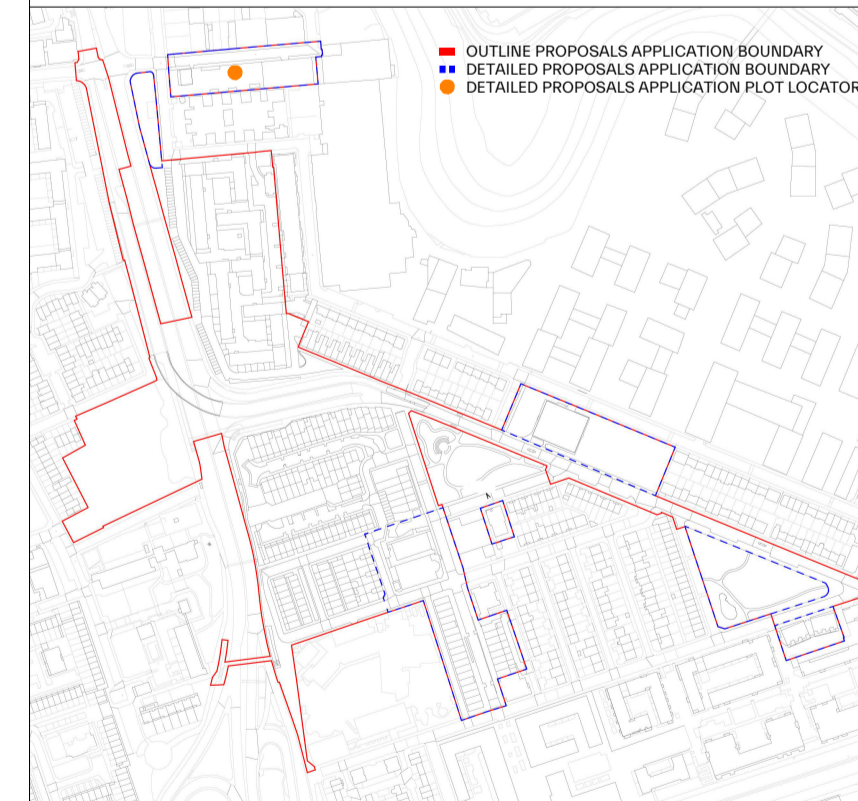 OUTLINE PROPOSALS APPLICATION BOUNDARY
DETAILED PROPOSALS APPLICATION BOUNDARY
DETAILED PROPOSALS APPLICATION PLOT LOCATOR